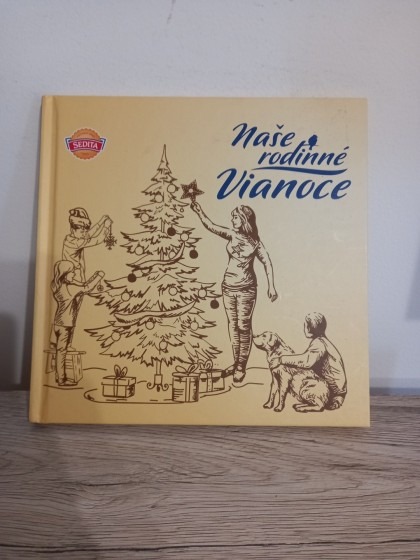 SEDITA
Naše
rodinné
Vianoce